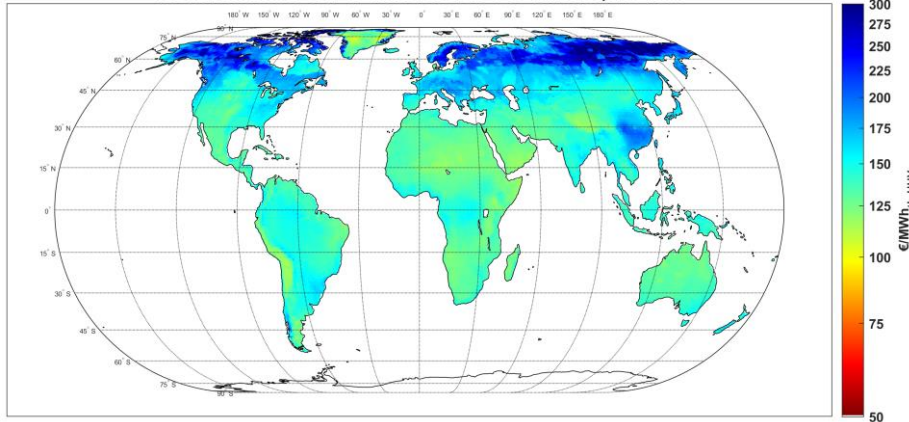 180° W 150° W 120° W 90° W 60° W 30° W 0° 30° E 60° E 90° E 120° E 150° E 180° E
90° N
75° N
60° N
45° N
30° N
15° N
0°
15° S
30° S
45° S
60° S
75° S
90° S
300
275
250
225
200
175
150
125
100
75
50
€/MWh